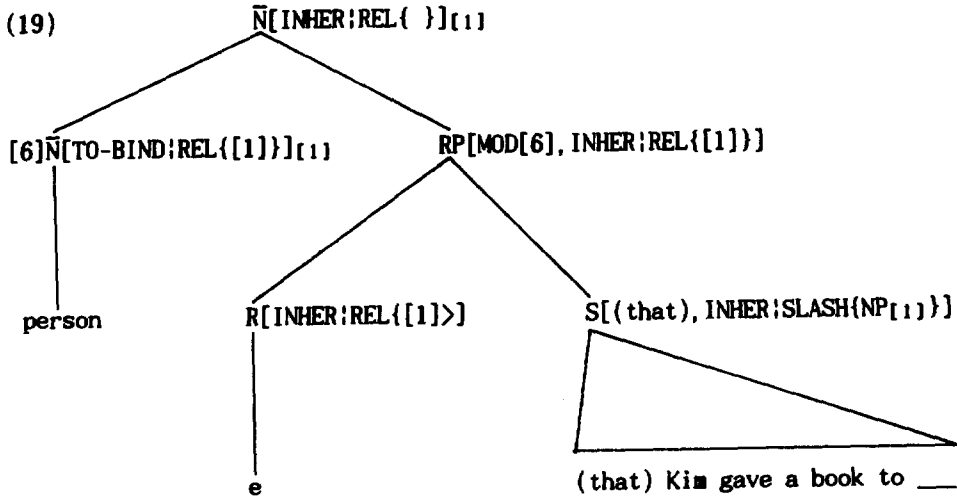 (19) N̄[INHER¦REL{ }][1]
[6]N̄[TO-BIND¦REL{[1]}][1] RP[MOD[6], INHER¦REL{[1]}]
person R[INHER¦REL{[1]>] S[(that), INHER¦SLASH{NP[1]}]
e (that) Kim gave a book to ___